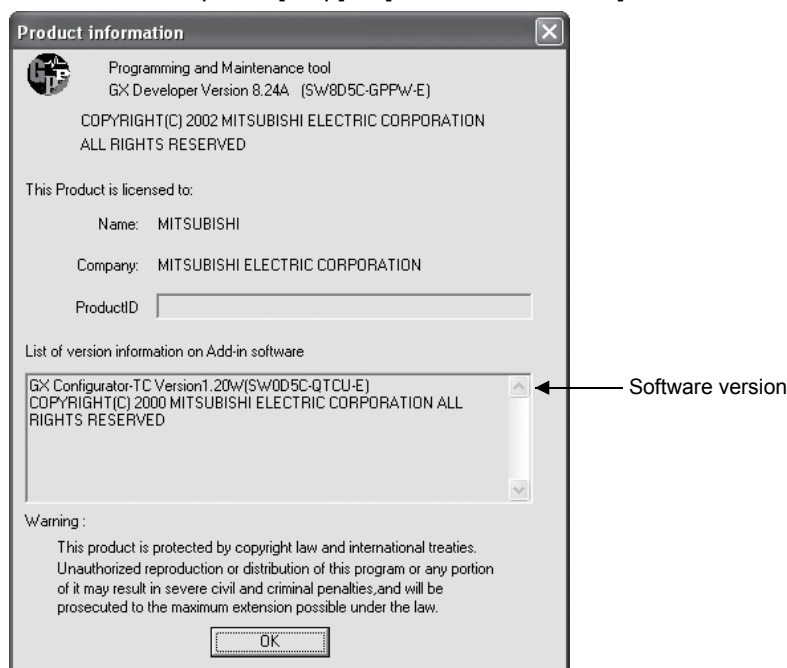 Product information
GPP
Programming and Maintenance tool
GX Developer Version 8.24A (SW8D5C-GPPW-E)
COPYRIGHT(C) 2002 MITSUBISHI ELECTRIC CORPORATION
ALL RIGHTS RESERVED
This Product is licensed to:
Name: MITSUBISHI
Company: MITSUBISHI ELECTRIC CORPORATION
ProductID
List of version information on Add-in software
GX Configurator-TC Version1.20W(SW0D5C-QTCU-E)
COPYRIGHT(C) 2000 MITSUBISHI ELECTRIC CORPORATION ALL
RIGHTS RESERVED
Software version
Warning :
This product is protected by copyright law and international treaties.
Unauthorized reproduction or distribution of this program or any portion
of it may result in severe civil and criminal penalties,and will be
prosecuted to the maximum extension possible under the law.
OK